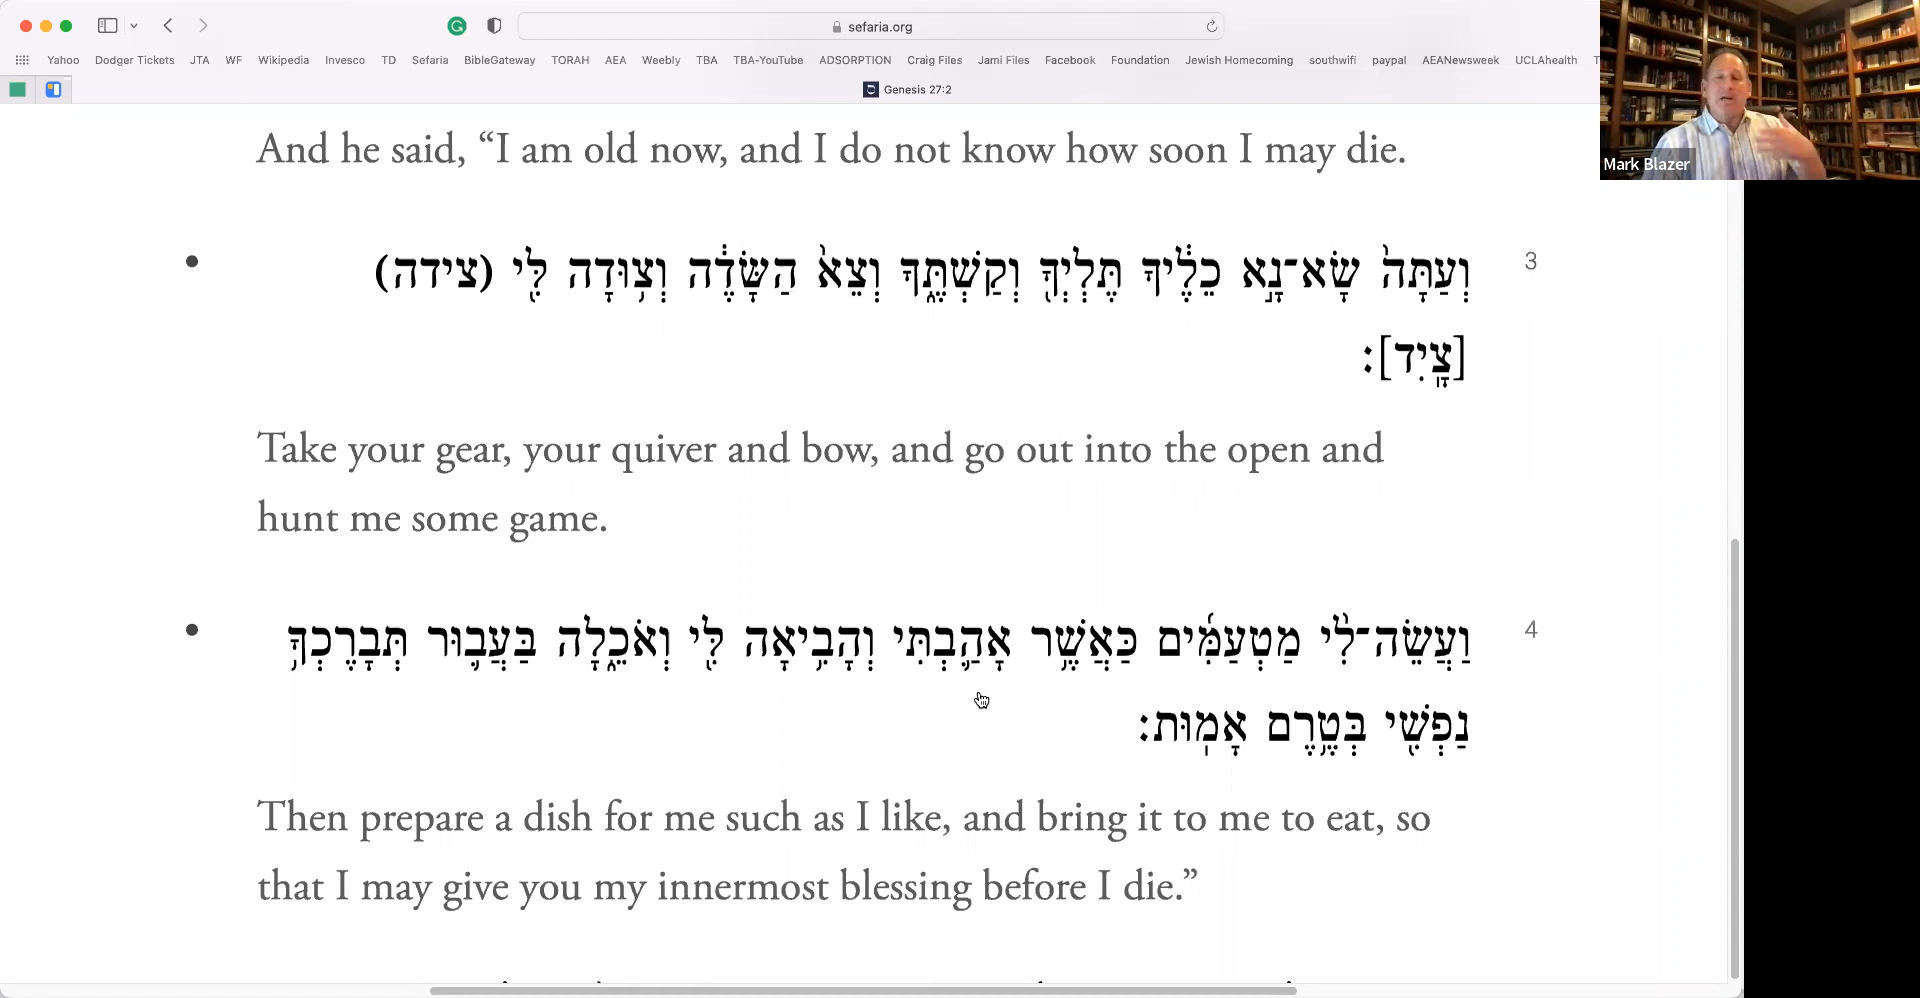 sefaria.org
Yahoo Dodger Tickets JTA WF Wikipedia Invesco TD Sefaria BibleGateway TORAH AEA Weebly TBA TBA-YouTube ADSORPTION Craig Files Jami Files Facebook Foundation Jewish Homecoming southwifi paypal AEANewsweek UCLAhealth
Genesis 27:2
Mark Blazer
And he said, “I am old now, and I do not know how soon I may die.
3
וְעַתָּה֙ שָׂא־נָ֣א כֵלֶ֔יךָ תֶּלְיְךָ֖ וְקַשְׁתֶּ֑ךָ וְצֵא֙ הַשָּׂדֶ֔ה וְצ֥וּדָה לִּ֖י (צידה)
[צָֽיִד]׃
Take your gear, your quiver and bow, and go out into the open and
hunt me some game.
4
וַעֲשֵׂה־לִ֨י מַטְעַמִּ֜ים כַּאֲשֶׁ֥ר אָהַ֛בְתִּי וְהָבִ֥יאָה לִּ֖י וְאֹכֵ֑לָה בַּעֲב֛וּר תְּבָרֶכְךָ֥
נַפְשִׁ֖י בְּטֶ֥רֶם אָמֽוּת׃
Then prepare a dish for me such as I like, and bring it to me to eat, so
that I may give you my innermost blessing before I die.”